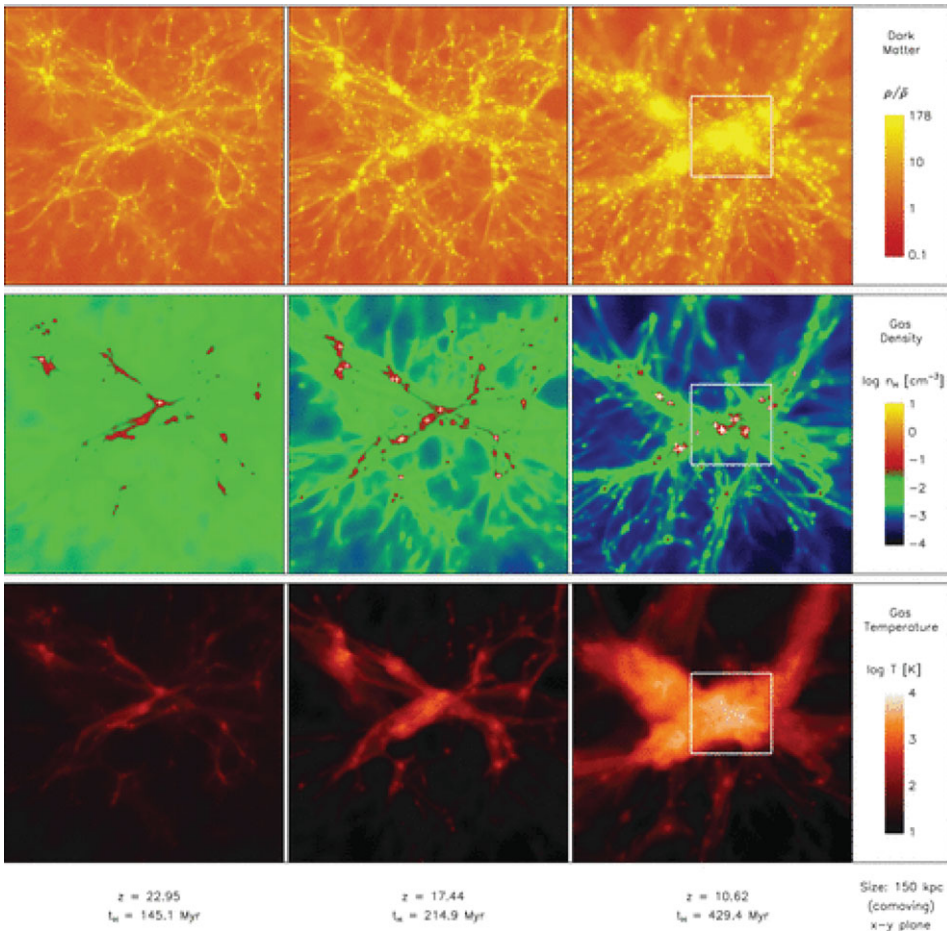 Dark
Matter
ρ/ρ̄
178
10
1
0.1
Gas
Density
log n_H [cm⁻³]
1
0
−1
−2
−3
−4
Gas
Temperature
log T [K]
4
3
2
1
z = 22.95
t_H = 145.1 Myr
z = 17.44
t_H = 214.9 Myr
z = 10.62
t_H = 429.4 Myr
Size: 150 kpc
(comoving)
x−y plane